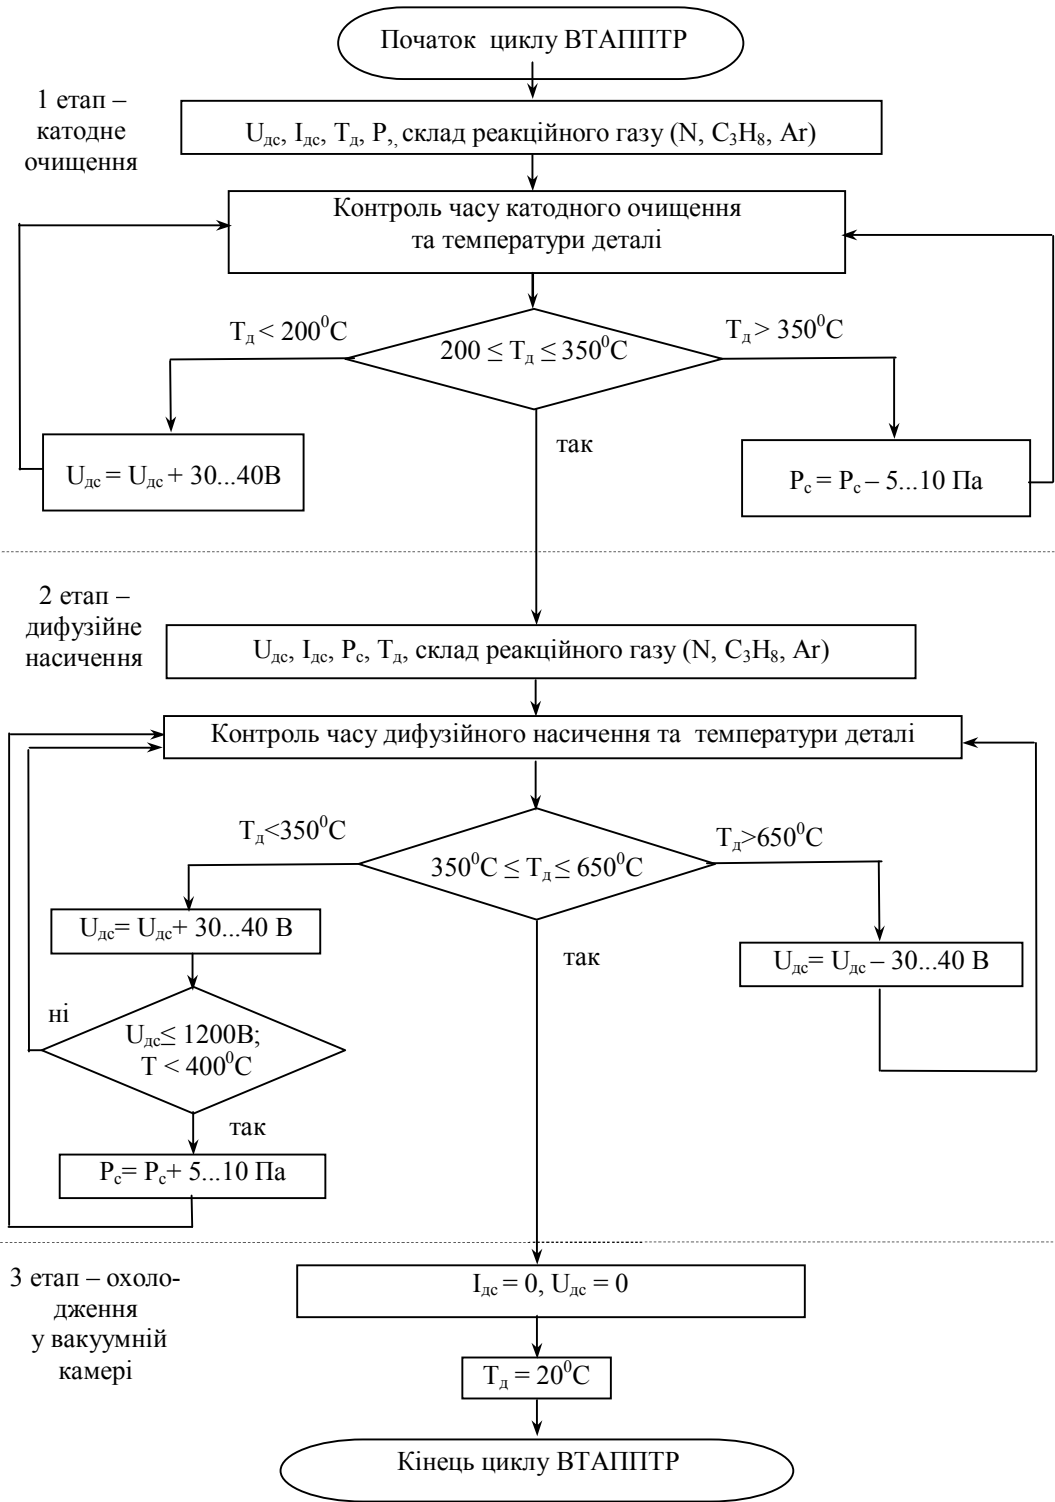 Початок циклу ВТАППТР
1 етап –
катодне
очищення
Uдс, Iдс, Tд, P,, склад реакційного газу (N, C₃H₈, Ar)
Контроль часу катодного очищення
та температури деталі
Tд < 200⁰C
200 ≤ Tд ≤ 350⁰C
Tд > 350⁰C
так
Uдс = Uдс + 30...40В
Pс = Pс – 5...10 Па
2 етап –
дифузійне
насичення
Uдс, Iдс, Pс, Tд, склад реакційного газу (N, C₃H₈, Ar)
Контроль часу дифузійного насичення та температури деталі
Tд<350⁰C
350⁰C ≤ Tд ≤ 650⁰C
Tд>650⁰C
Uдс= Uдс+ 30...40 В
так
Uдс= Uдс – 30...40 В
ні
Uдс≤ 1200В;
T < 400⁰C
так
Pс= Pс+ 5...10 Па
3 етап – охоло-
дження
у вакуумній
камері
Iдс = 0, Uдс = 0
Tд = 20⁰C
Кінець циклу ВТАППТР